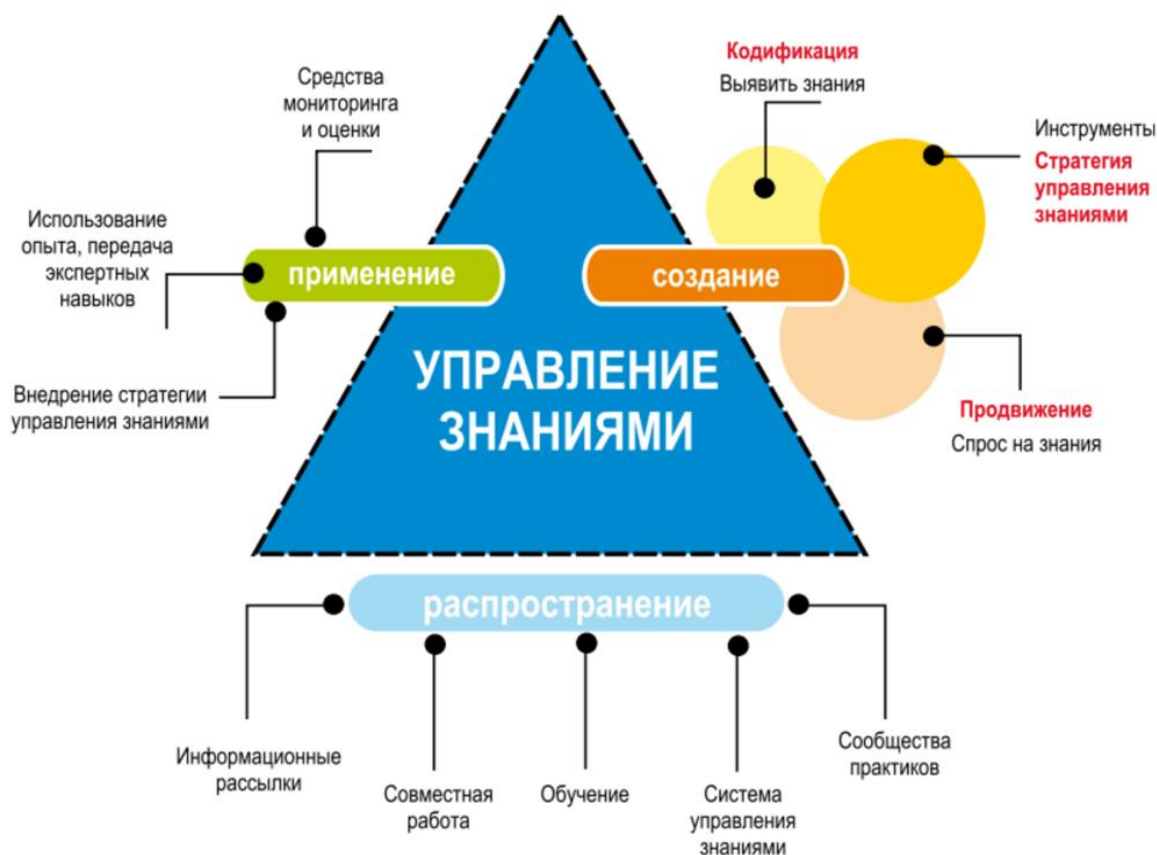 Кодификация
Выявить знания
Средства
мониторинга
и оценки
Инструменты
Стратегия
управления
знаниями
Использование
опыта, передача
экспертных
навыков
применение
создание
УПРАВЛЕНИЕ
ЗНАНИЯМИ
Внедрение стратегии
управления знаниями
Продвижение
Спрос на знания
распространение
Информационные
рассылки
Совместная
работа
Обучение
Система
управления
знаниями
Сообщества
практиков